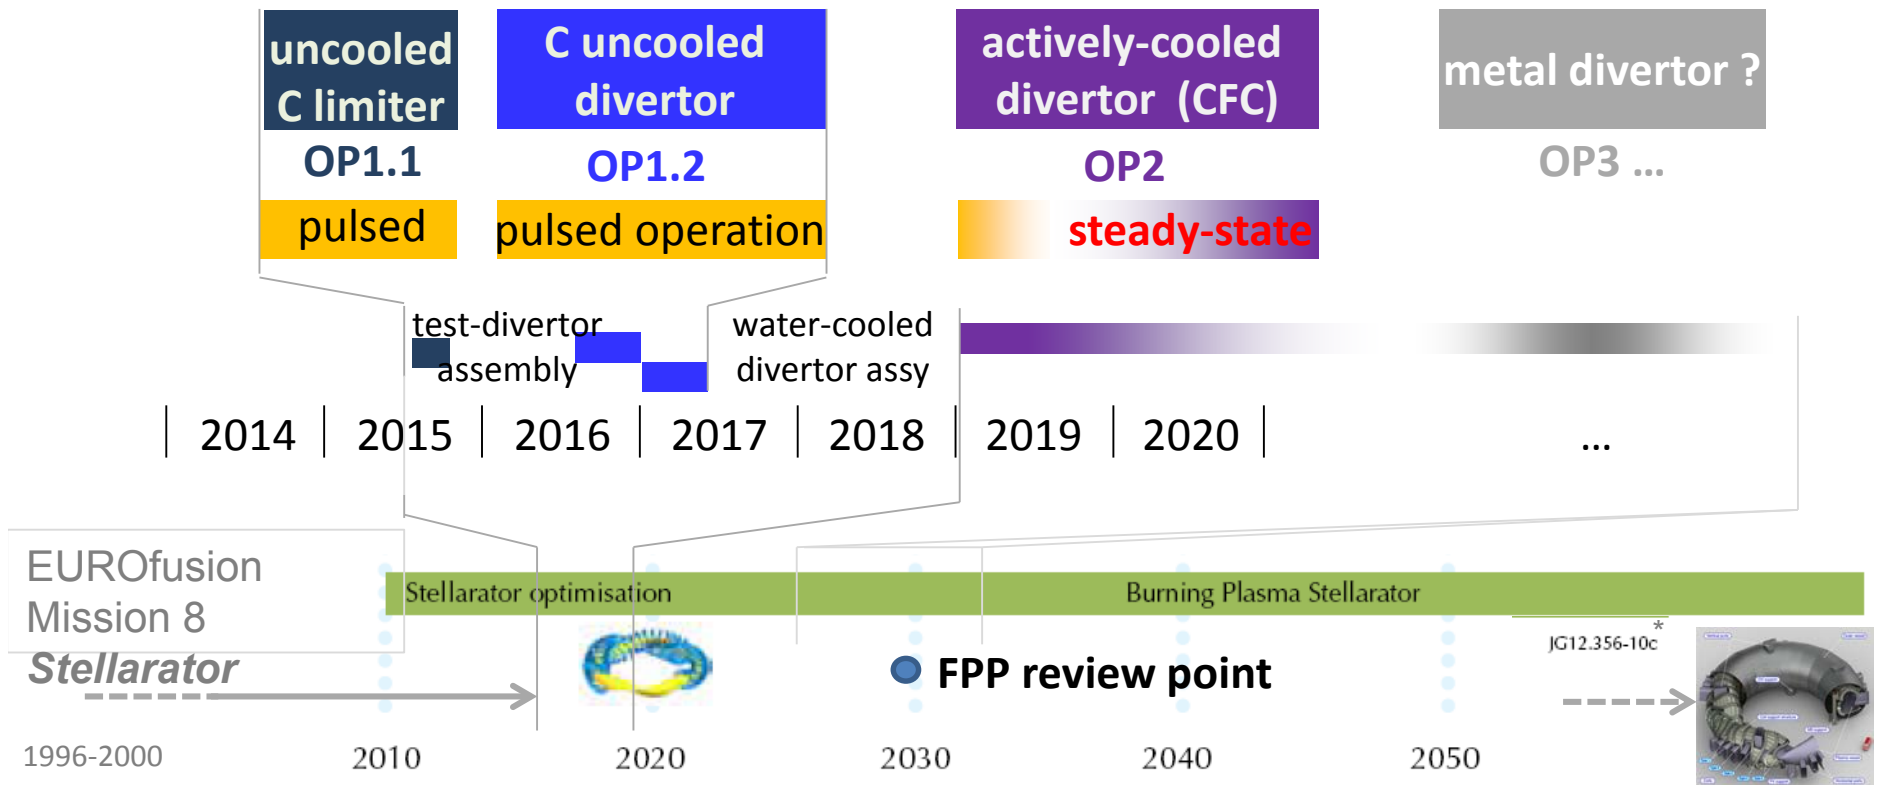 uncooled
C limiter
C uncooled
divertor
actively-cooled
divertor (CFC)
metal divertor ?
OP1.1
OP1.2
OP2
OP3 ...
pulsed
pulsed operation
steady-state
test-divertor
assembly
water-cooled
divertor assy
2014
2015
2016
2017
2018
2019
2020
...
EUROfusion
Mission 8
Stellarator
Stellarator optimisation
Burning Plasma Stellarator
*
JG12.356-10c
FPP review point
1996-2000
2010
2020
2030
2040
2050